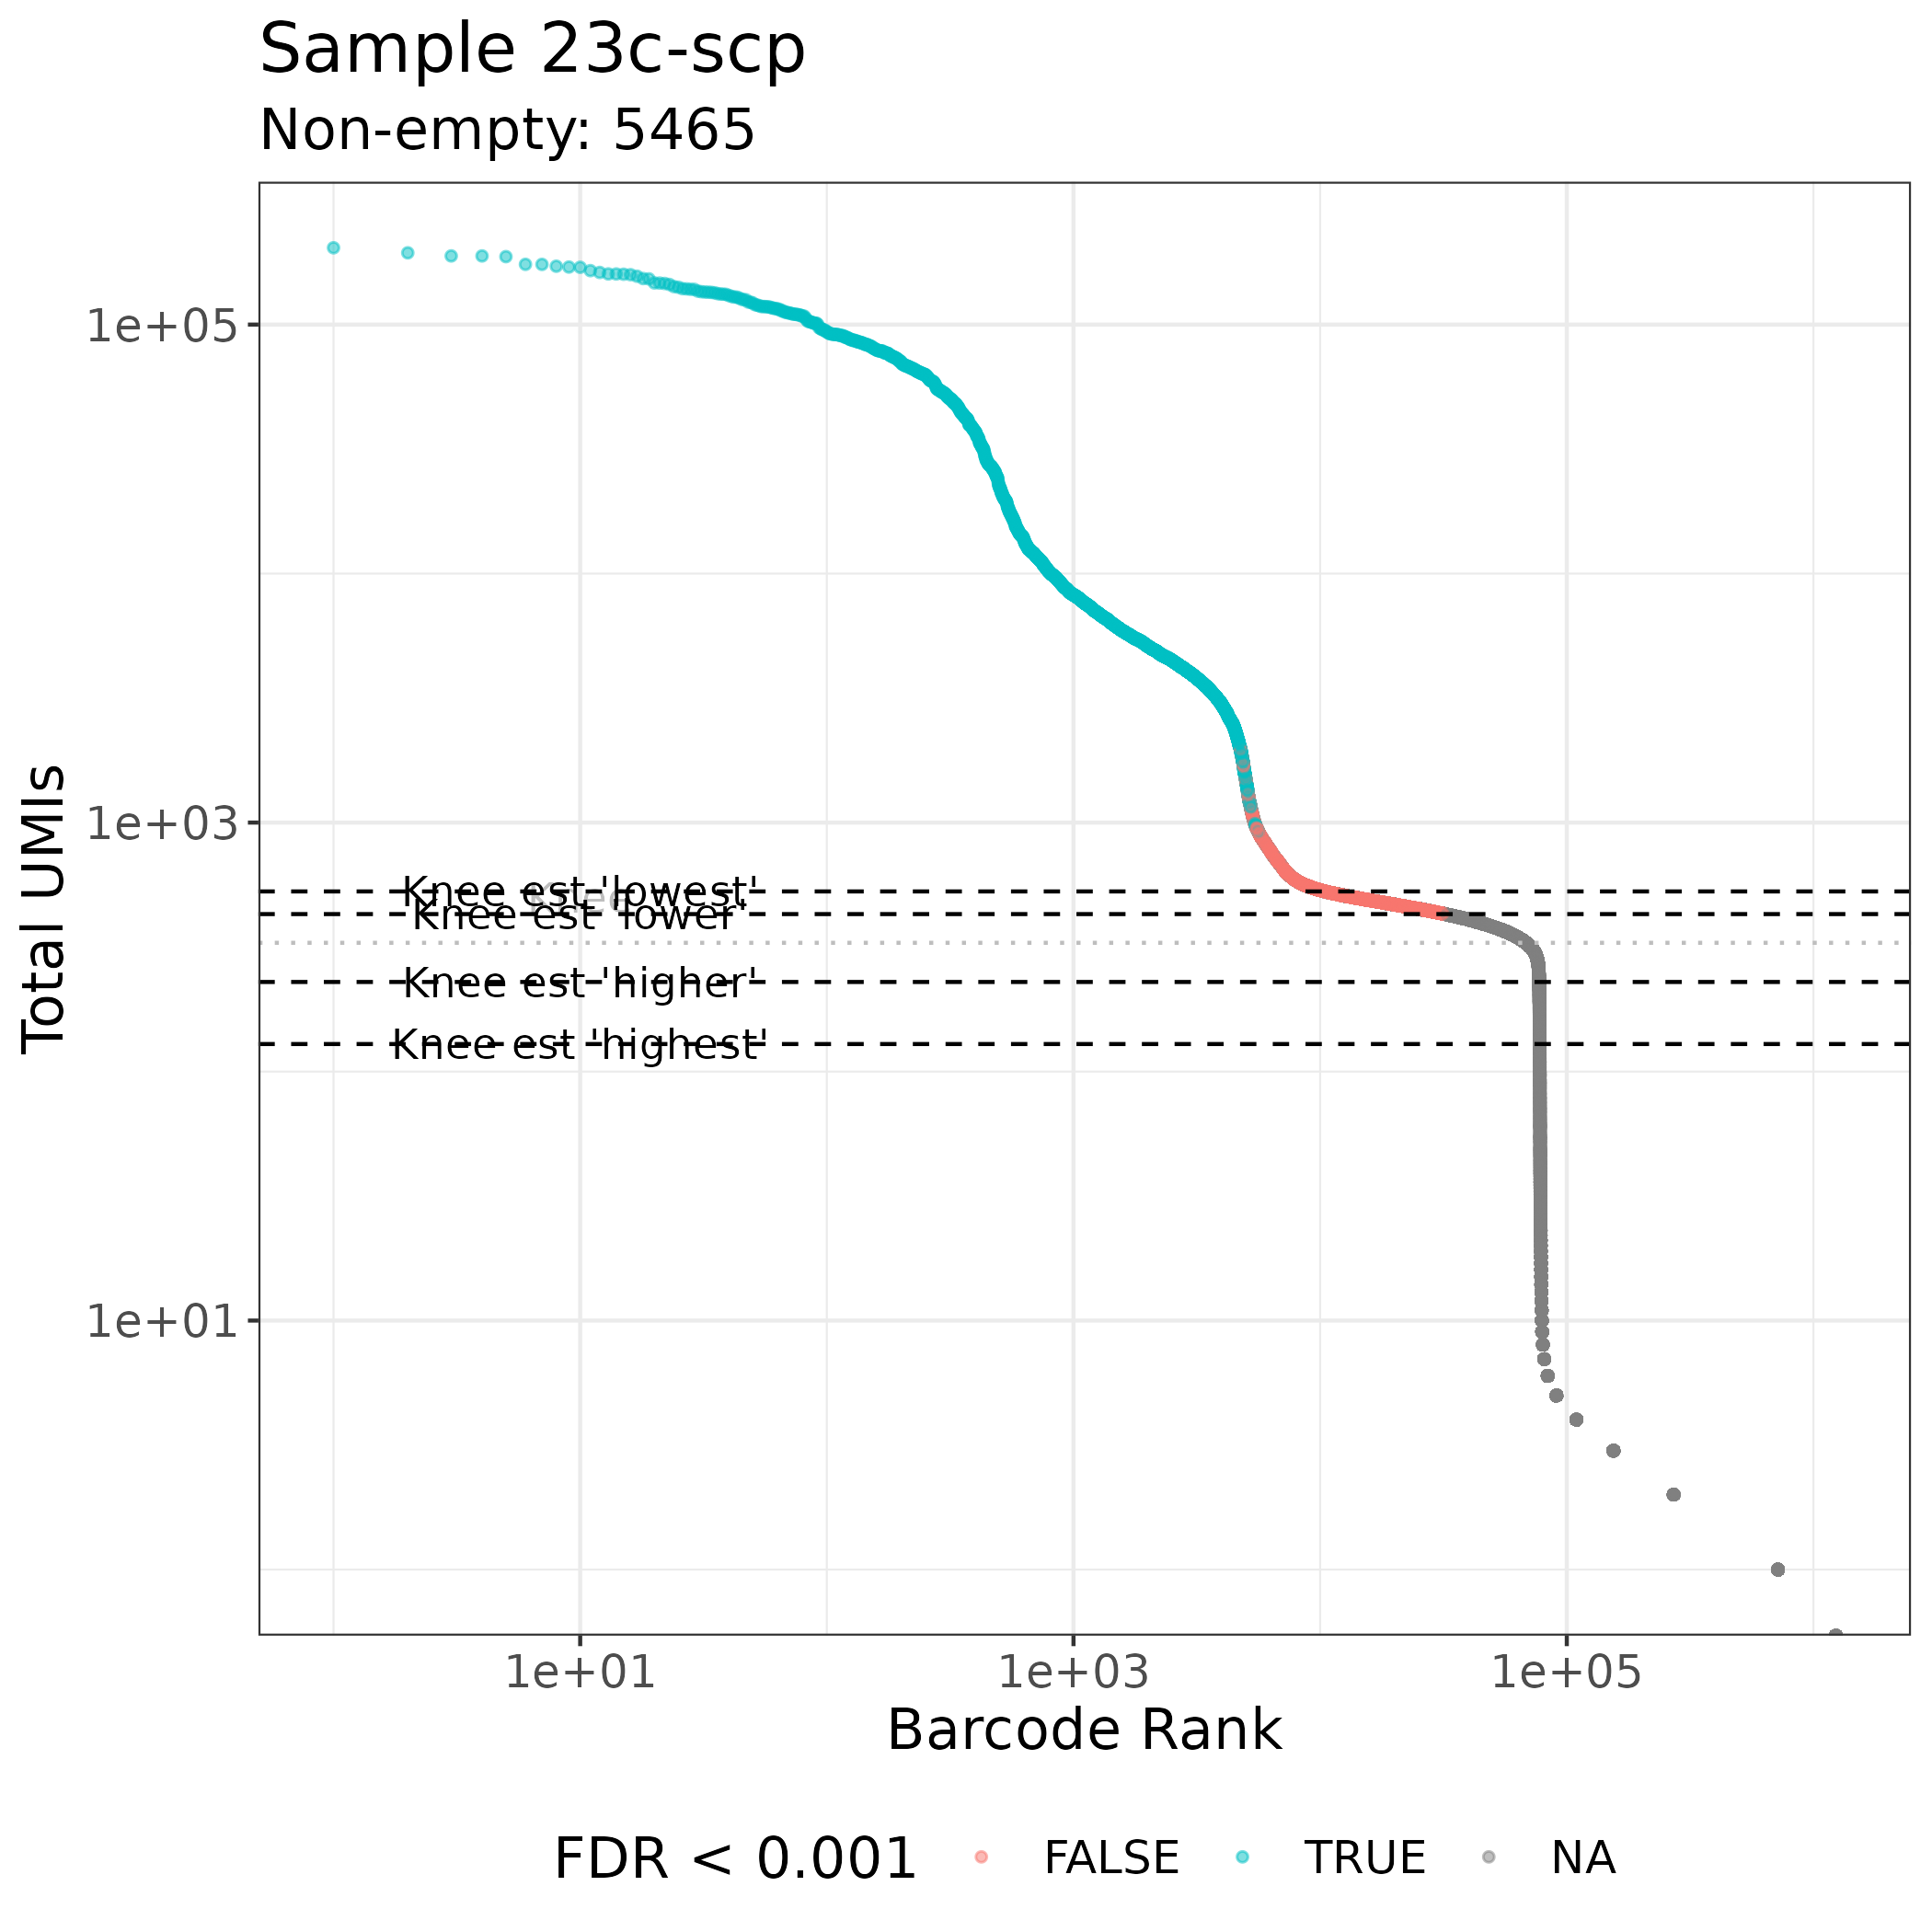 Sample 23c-scp
Non-empty: 5465
Total UMIs
1e+05
1e+03
1e+01
Knee est 'lowest'
Knee
Knee est 'lower'
Knee est 'higher'
Knee est 'highest'
1e+01 1e+03 1e+05
Barcode Rank
FDR < 0.001 FALSE TRUE NA